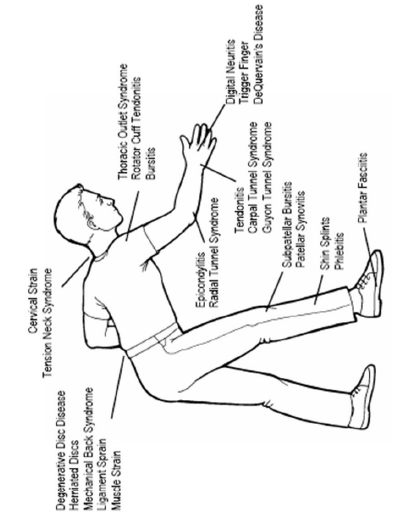 Cervical Strain
Tension Neck Syndrome
Degenerative Disc Disease
Herniated Discs
Mechanical Back Syndrome
Ligament Sprain
Muscle Strain
Thoracic Outlet Syndrome
Rotator Cuff Tendonitis
Bursitis
Epicondylitis
Radial Tunnel Syndrome
Digital Neuritis
Trigger Finger
DeQuervain's Disease
Tendonitis
Carpal Tunnel Syndrome
Guyon Tunnel Syndrome
Subpatellar Bursitis
Patellar Synovitis
Shin Splints
Phlebitis
Plantar Fasciitis